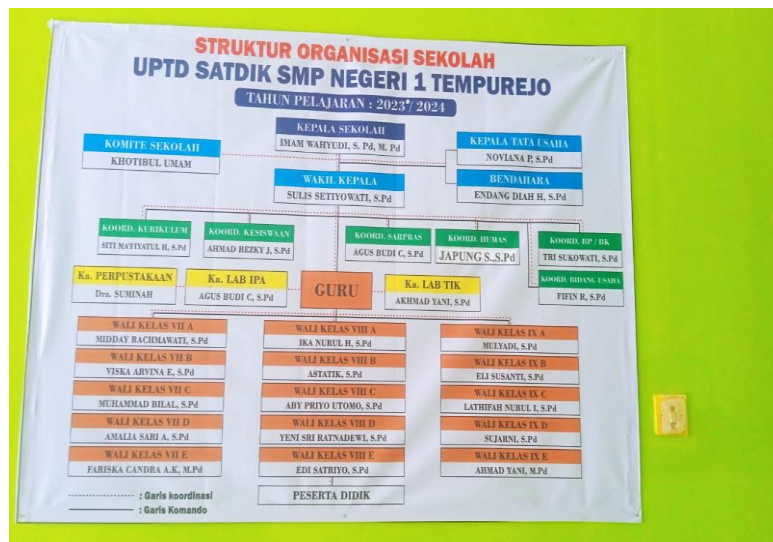 STRUKTUR ORGANISASI SEKOLAH
UPTD SATDIK SMP NEGERI 1 TEMPUREJO
TAHUN PELAJARAN : 2023 / 2024
KEPALA SEKOLAH
IMAM WAHYUDI, S. Pd, M. Pd
KOMITE SEKOLAH
KHOTIBUL UMAM
KEPALA TATA USAHA
NOVIANA P, S.Pd
WAKIL KEPALA
SULIS SETIYOWATI, S.Pd
BENDAHARA
ENDANG DIAH H, S.Pd
KOORD. KURIKULUM
SITI MA'FIYATUL H, S.Pd
KOORD. KESISWAAN
AHMAD REZKY J, S.Pd
KOORD. SARPRAS
AGUS BUDI C, S.Pd
KOORD. HUMAS
JAPUNG S..S.Pd
KOORD. BP / BK
TRI SUKOWATI, S.Pd
KOORD. BIDANG USAHA
FIFIN R, S.Pd
Ka. PERPUSTAKAAN
Dra. SUMINAH
Ka. LAB IPA
AGUS BUDI C, S.Pd
GURU
Ka. LAB TIK
AKHMAD YANI, S.Pd
WALI KELAS VII A
MIDDAY RACHMAWATI, S.Pd
WALI KELAS VII B
VISKA ARVINA E, S.Pd
WALI KELAS VII C
MUHAMMAD BILAL, S.Pd
WALI KELAS VII D
AMALIA SARI A, S.Pd
WALI KELAS VII E
FARISKA CANDRA A.K, M.Pd
WALI KELAS VIII A
IKA NURUL H, S.Pd
WALI KELAS VIII B
ASTATIK, S.Pd
WALI KELAS VIII C
ABY PRIYO UTOMO, S.Pd
WALI KELAS VIII D
YENI SRI RATNADEWI, S.Pd
WALI KELAS VIII E
EDI SATRIYO, S.Pd
WALI KELAS IX A
MULYADI, S.Pd
WALI KELAS IX B
ELI SUSANTI, S.Pd
WALI KELAS IX C
LATHIFAH NURUL I, S.Pd
WALI KELAS IX D
SUJARNI, S.Pd
WALI KELAS IX E
AHMAD YANI, M.Pd
PESERTA DIDIK
: Garis koordinasi
: Garis Komando